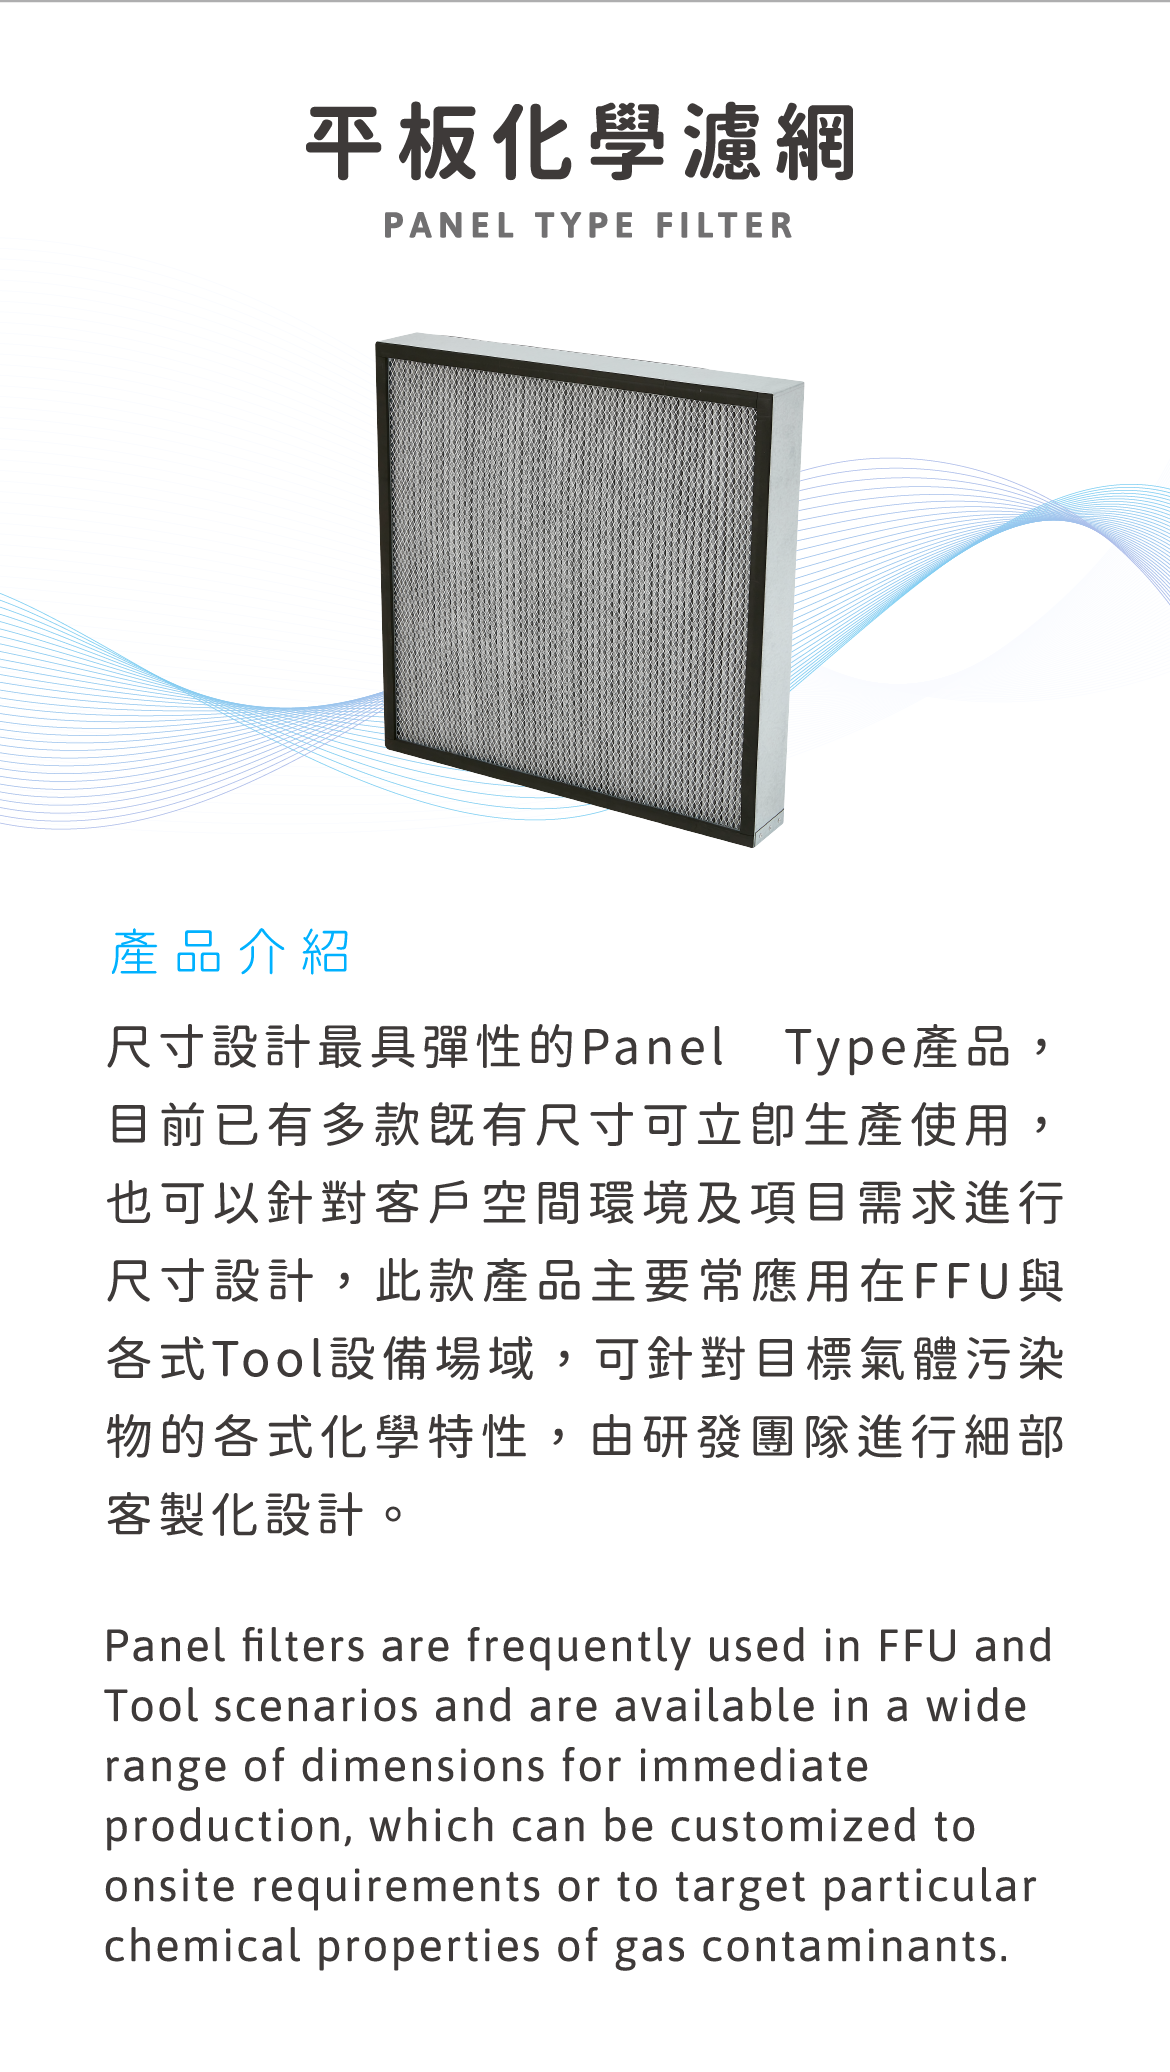 平板化學濾網
PANEL TYPE FILTER
產品介紹
尺寸設計最具彈性的Panel Type產品，
目前已有多款既有尺寸可立即生產使用，
也可以針對客戶空間環境及項目需求進行
尺寸設計，此款產品主要常應用在FFU與
各式Tool設備場域，可針對目標氣體污染
物的各式化學特性，由研發團隊進行細部
客製化設計。
Panel filters are frequently used in FFU and
Tool scenarios and are available in a wide
range of dimensions for immediate
production, which can be customized to
onsite requirements or to target particular
chemical properties of gas contaminants.